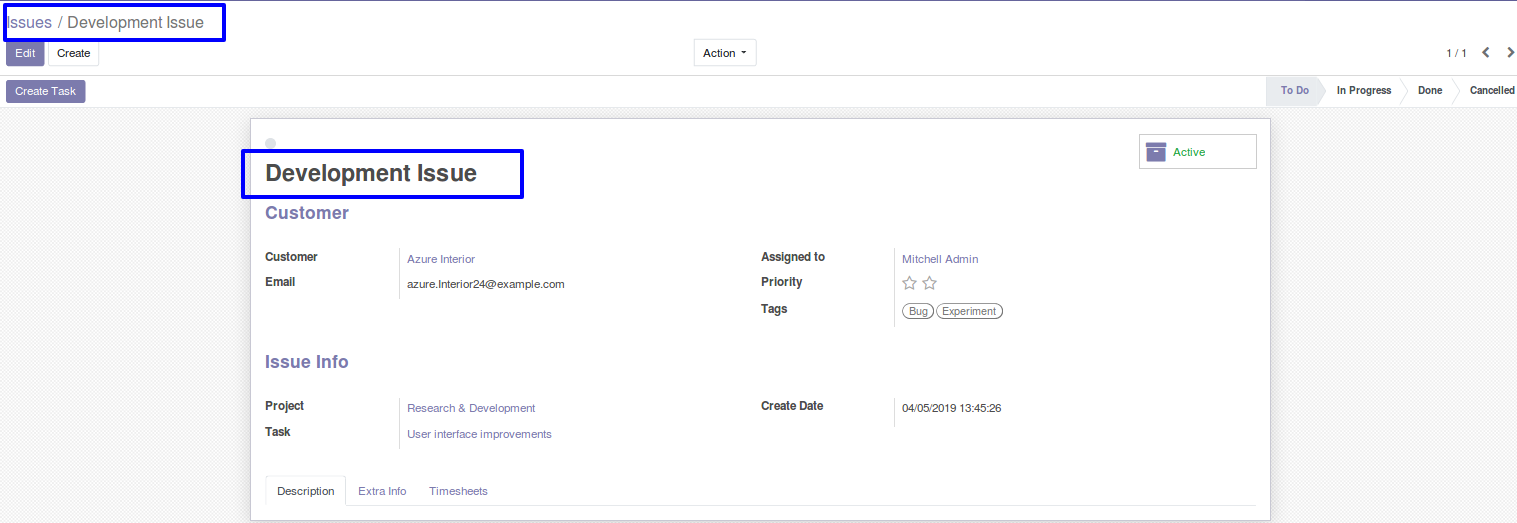 Issues / Development Issue
Edit Create Action 1 / 1
Create Task To Do In Progress Done Cancelled
Active
Development Issue
Customer
Customer Azure Interior Assigned to Mitchell Admin
Email azure.Interior24@example.com Priority
Tags Bug Experiment
Issue Info
Project Research & Development Create Date 04/05/2019 13:45:26
Task User interface improvements
Description Extra Info Timesheets